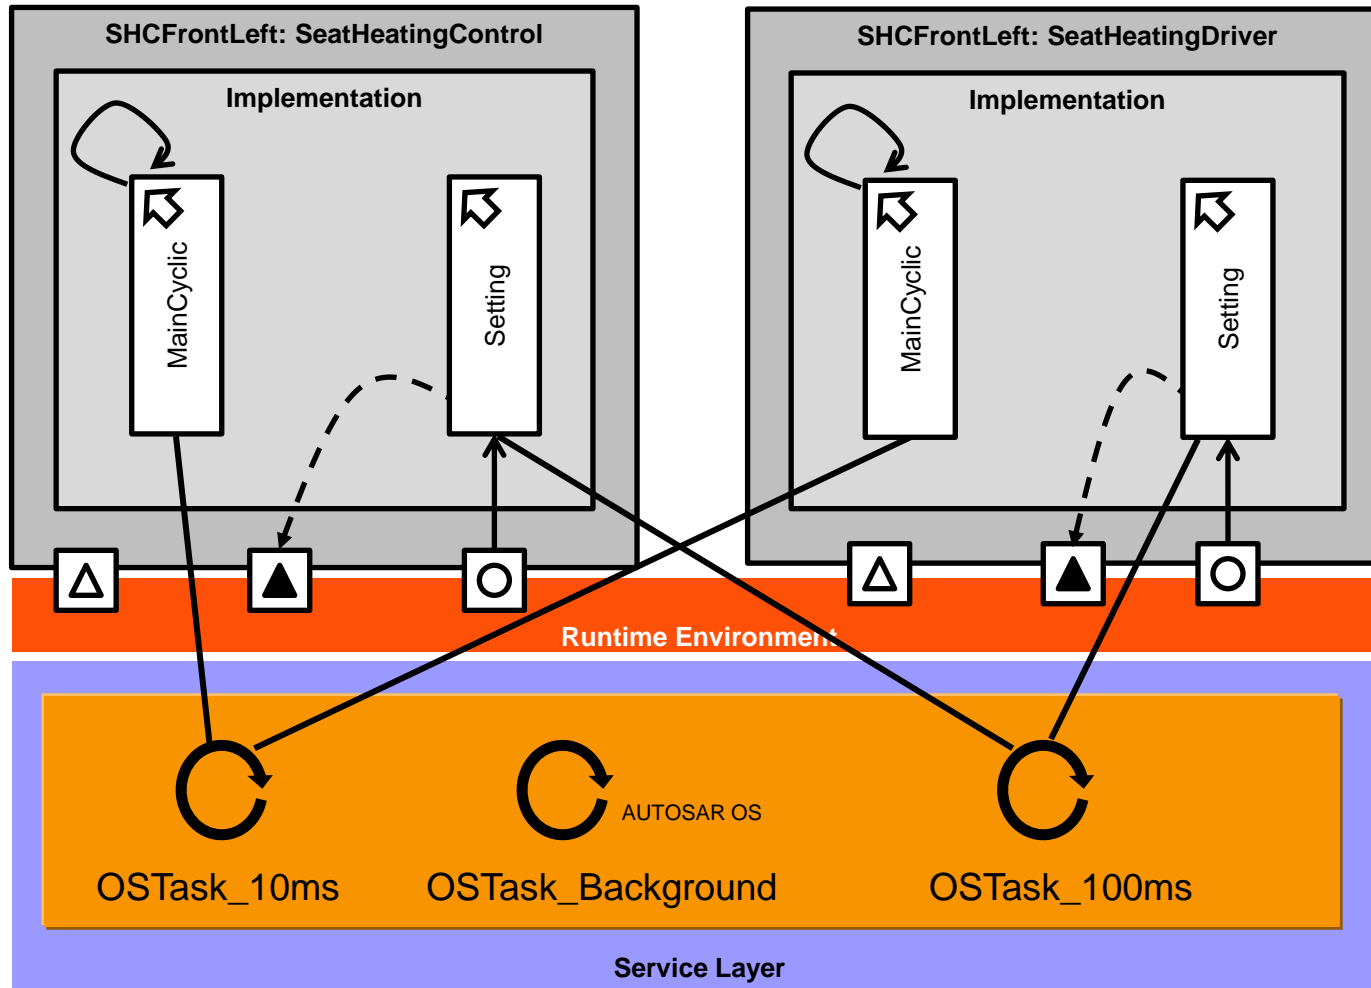 SHCFrontLeft: SeatHeatingControl
Implementation
MainCyclic
Setting
SHCFrontLeft: SeatHeatingDriver
Implementation
MainCyclic
Setting
Runtime Environment
AUTOSAR OS
OSTask_10ms
OSTask_Background
OSTask_100ms
Service Layer